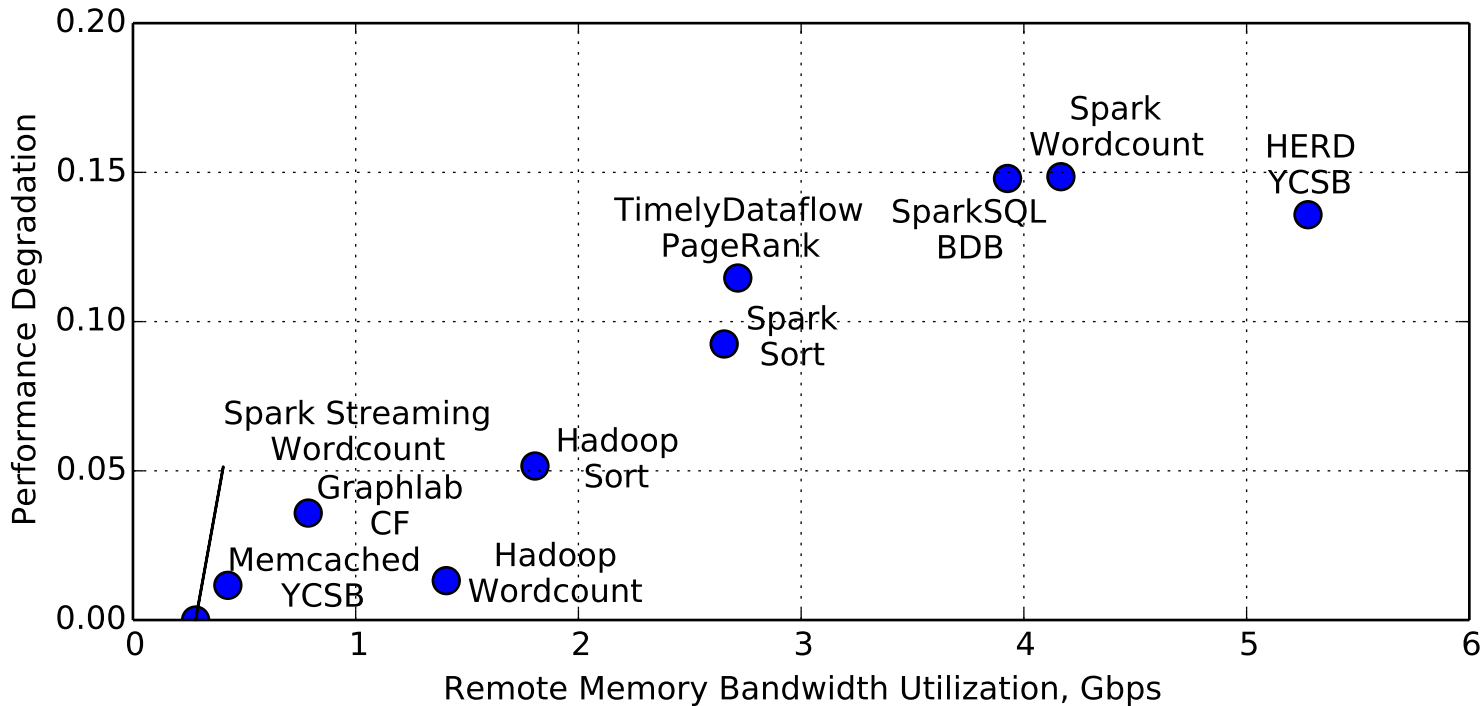 0.20
0.15
0.10
0.05
0.00
Performance Degradation
Spark
Wordcount
HERD
YCSB
TimelyDataflow
PageRank
SparkSQL
BDB
Spark
Sort
Spark Streaming
Wordcount
Hadoop
Sort
Graphlab
CF
Memcached
YCSB
Hadoop
Wordcount
0 1 2 3 4 5 6
Remote Memory Bandwidth Utilization, Gbps